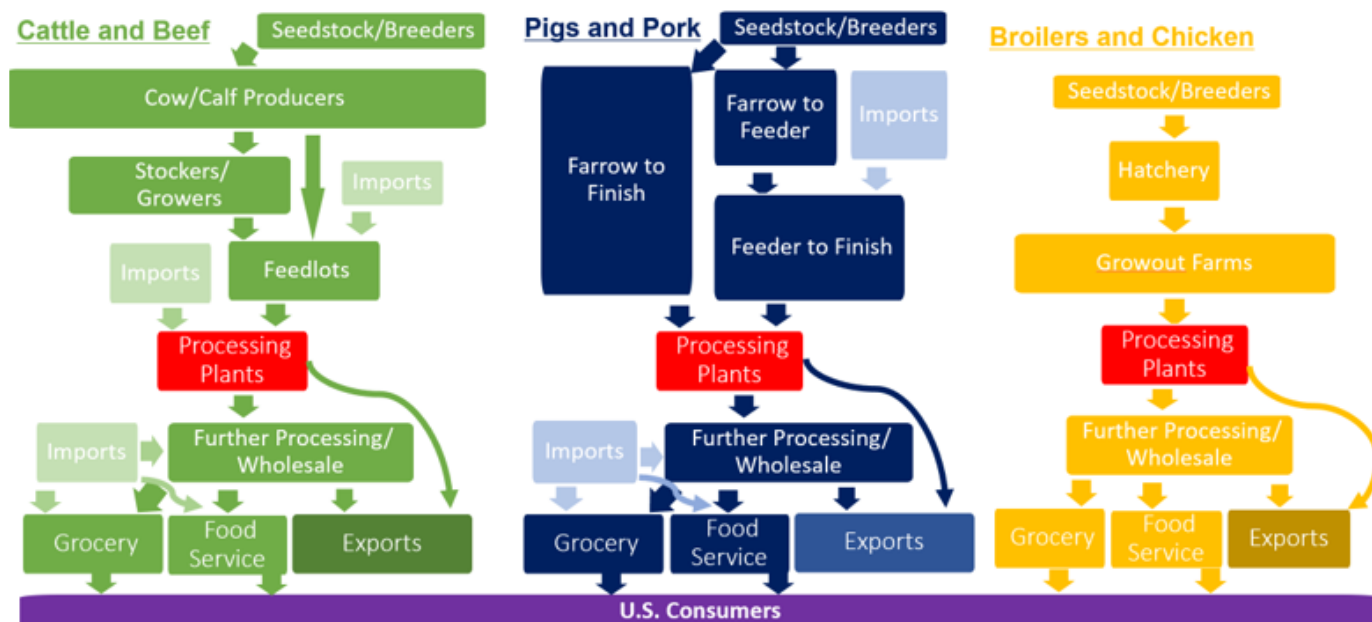 Cattle and Beef
Seedstock/Breeders
Cow/Calf Producers
Stockers/
Growers
Imports
Imports
Feedlots
Processing
Plants
Imports
Further Processing/
Wholesale
Grocery
Food
Service
Exports
Pigs and Pork
Seedstock/Breeders
Farrow to
Finish
Farrow to
Feeder
Imports
Feeder to Finish
Processing
Plants
Imports
Further Processing/
Wholesale
Grocery
Food
Service
Exports
Broilers and Chicken
Seedstock/Breeders
Hatchery
Growout Farms
Processing
Plants
Further Processing/
Wholesale
Grocery
Food
Service
Exports
U.S. Consumers